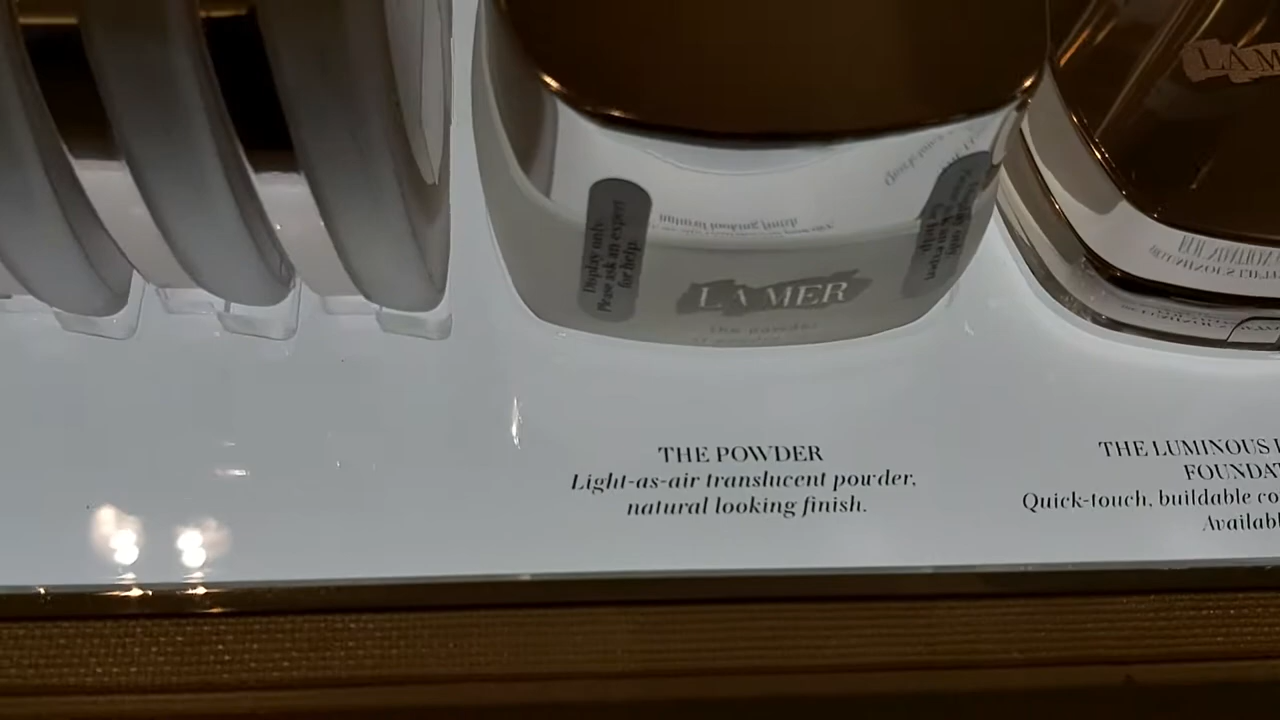 LA M
Display only.
Please ask an expert
for help.
LA MER
THE POWDER
Light-as-air translucent powder,
natural looking finish.
THE LUMINOUS
FOUNDAT
Quick-touch, buildable co
Availabl